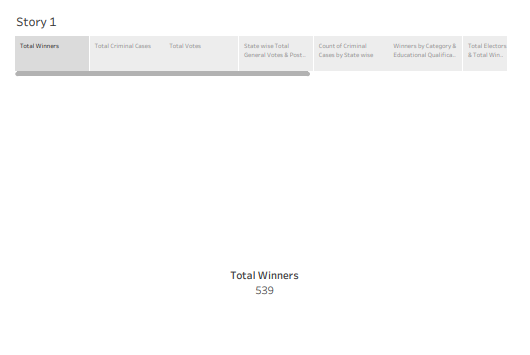 Story 1
Total Winners
Total Criminal Cases
Total Votes
State wise Total
General Votes & Post..
Count of Criminal
Cases by State wise
Winners by Category &
Educational Qualifica..
Total Electors
& Total Win..
Total Winners
539